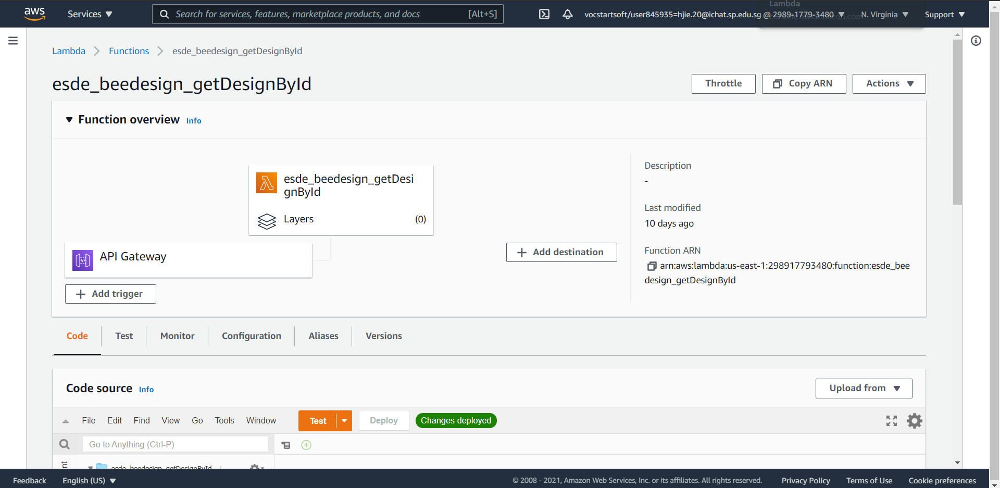 Lambda
aws
Services
Search for services, features, marketplace products, and docs
[Alt+S]
vocstartsoft/user845935=hjie.20@ichat.sp.edu.sg @ 2989-1779-3480
console.aws.amazon.com
N. Virginia
Support
Lambda
Functions
esde_beedesign_getDesignById
esde_beedesign_getDesignById
Throttle
Copy ARN
Actions
Function overview
Info
esde_beedesign_getDesi
gnById
Layers
(0)
API Gateway
Add trigger
Add destination
Description
-
Last modified
10 days ago
Function ARN
arn:aws:lambda:us-east-1:298917793480:function:esde_bee
design_getDesignById
Code
Test
Monitor
Configuration
Aliases
Versions
Code source
Info
Upload from
File
Edit
Find
View
Go
Tools
Window
Test
Deploy
Changes deployed
Go to Anything (Ctrl-P)
esde_beedesign_getDesignById /
Feedback
English (US)
© 2008 - 2021, Amazon Web Services, Inc. or its affiliates. All rights reserved.
Privacy Policy
Terms of Use
Cookie preferences